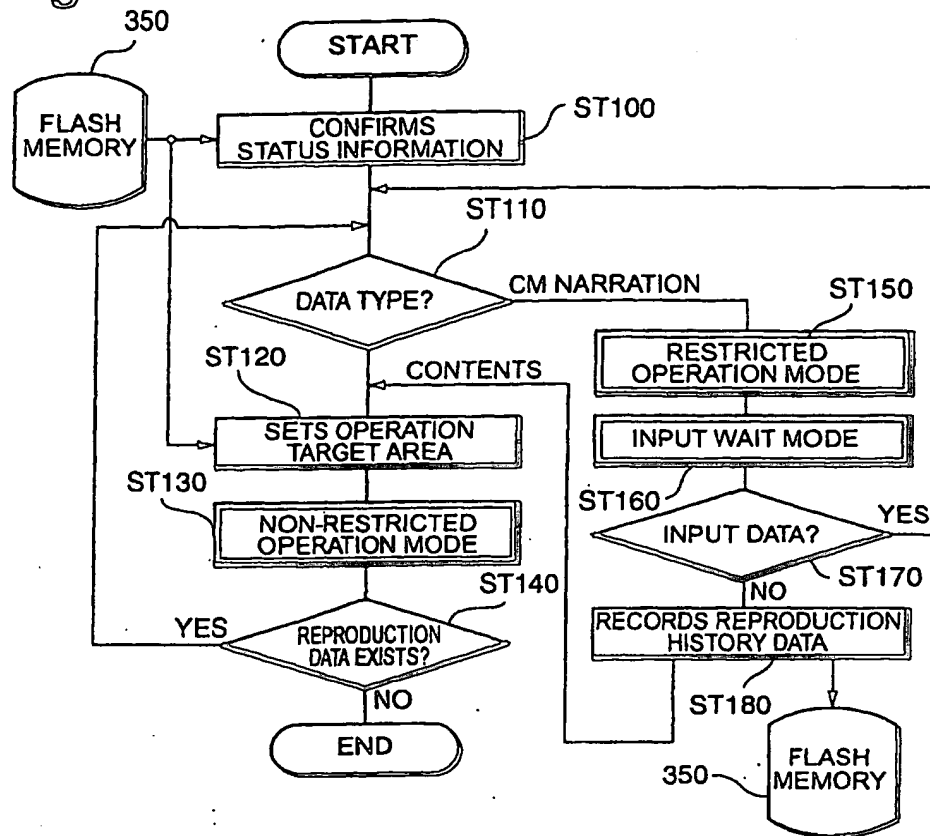 350
START
FLASH
MEMORY
CONFIRMS
STATUS INFORMATION
ST100
ST110
DATA TYPE?
CM NARRATION
ST150
RESTRICTED
OPERATION MODE
ST120
CONTENTS
SETS OPERATION
TARGET AREA
INPUT WAIT MODE
ST130
ST160
NON-RESTRICTED
OPERATION MODE
INPUT DATA?
YES
ST170
NO
ST140
YES
REPRODUCTION
DATA EXISTS?
RECORDS REPRODUCTION
HISTORY DATA
NO
ST180
END
FLASH
MEMORY
350